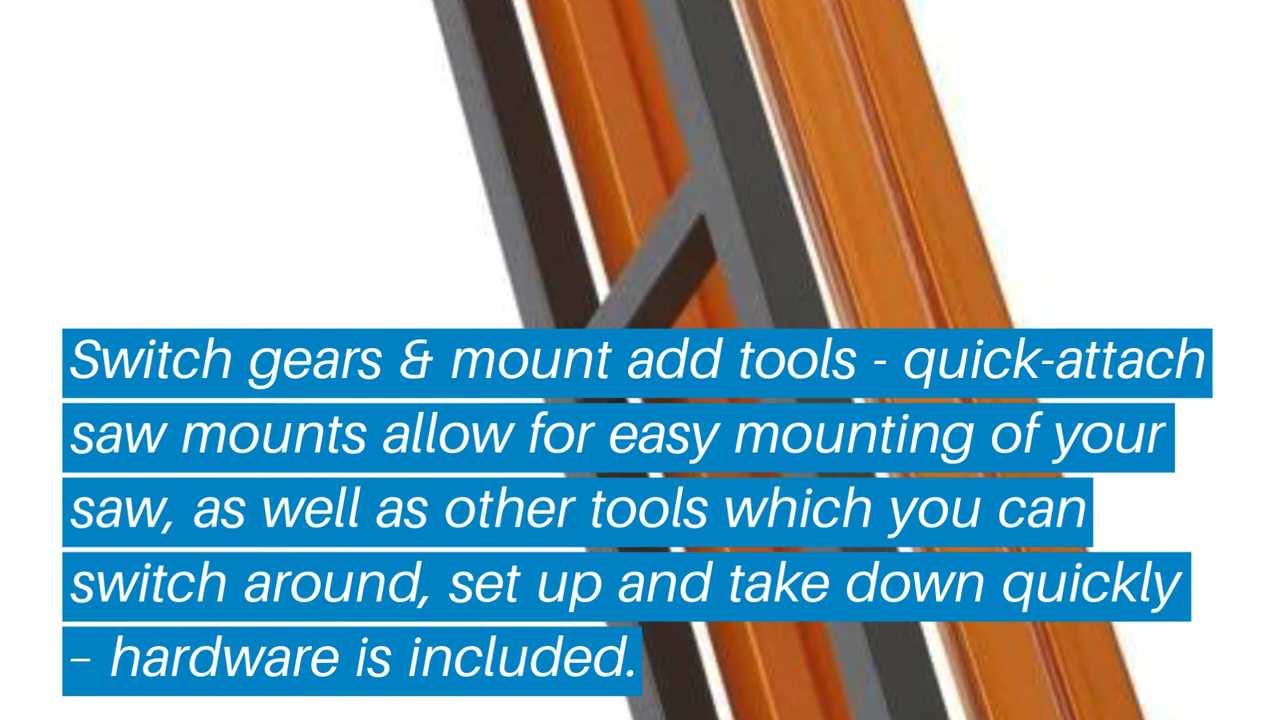 Switch gears & mount add tools - quick-attach
saw mounts allow for easy mounting of your
saw, as well as other tools which you can
switch around, set up and take down quickly
– hardware is included.